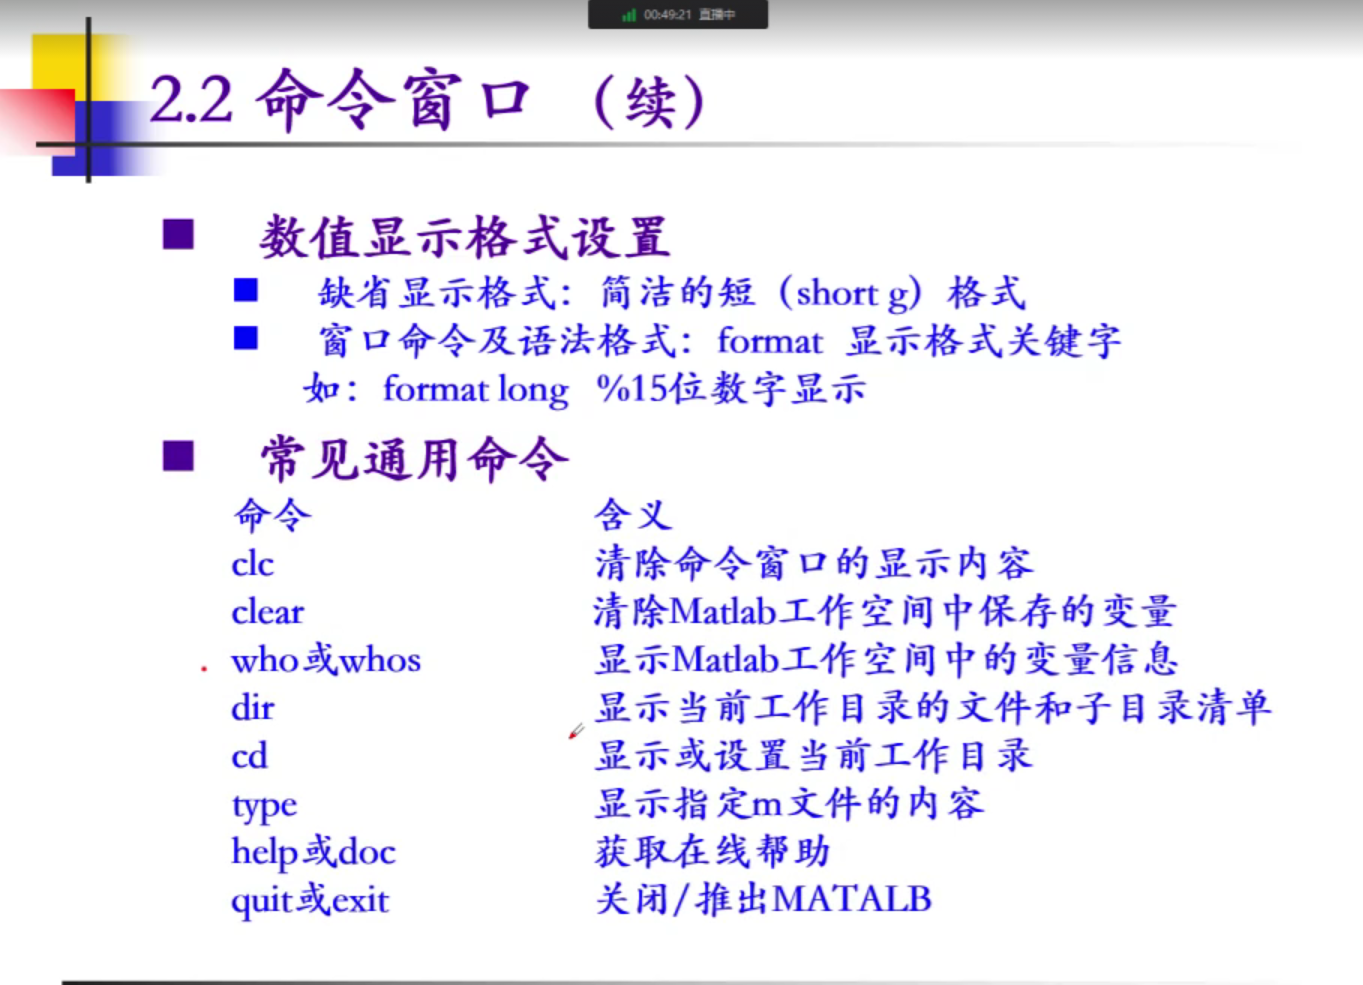 00:49:21 直播中
2.2 命令窗口 （续）
数值显示格式设置
缺省显示格式：简洁的短（short g）格式
窗口命令及语法格式：format 显示格式关键字
如：format long %15位数字显示
常见通用命令
命令 含义
clc 清除命令窗口的显示内容
clear 清除Matlab工作空间中保存的变量
who或whos 显示Matlab工作空间中的变量信息
dir 显示当前工作目录的文件和子目录清单
cd 显示或设置当前工作目录
type 显示指定m文件的内容
help或doc 获取在线帮助
quit或exit 关闭/推出MATALB